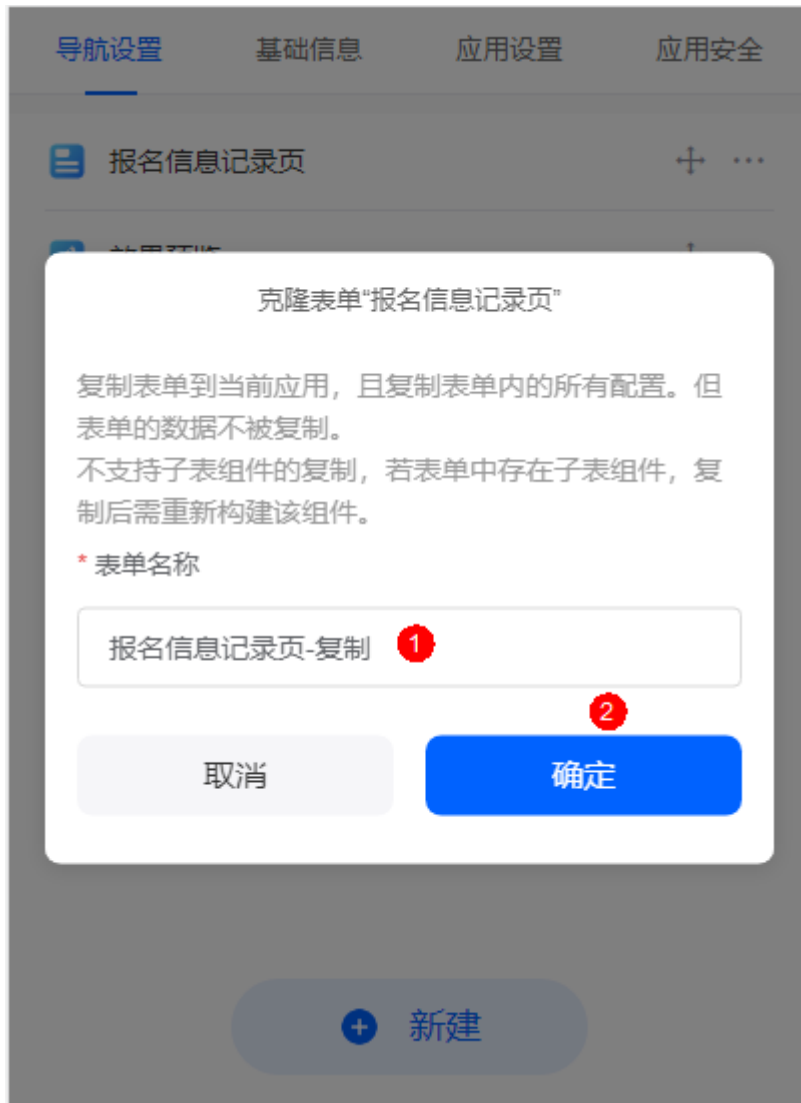 导航设置 基础信息 应用设置 应用安全
报名信息记录页
克隆表单“报名信息记录页”
复制表单到当前应用，且复制表单内的所有配置。但
表单的数据不被复制。
不支持子表组件的复制，若表单中存在子表组件，复
制后需重新构建该组件。
* 表单名称
报名信息记录页-复制 1
2
取消 确定
新建